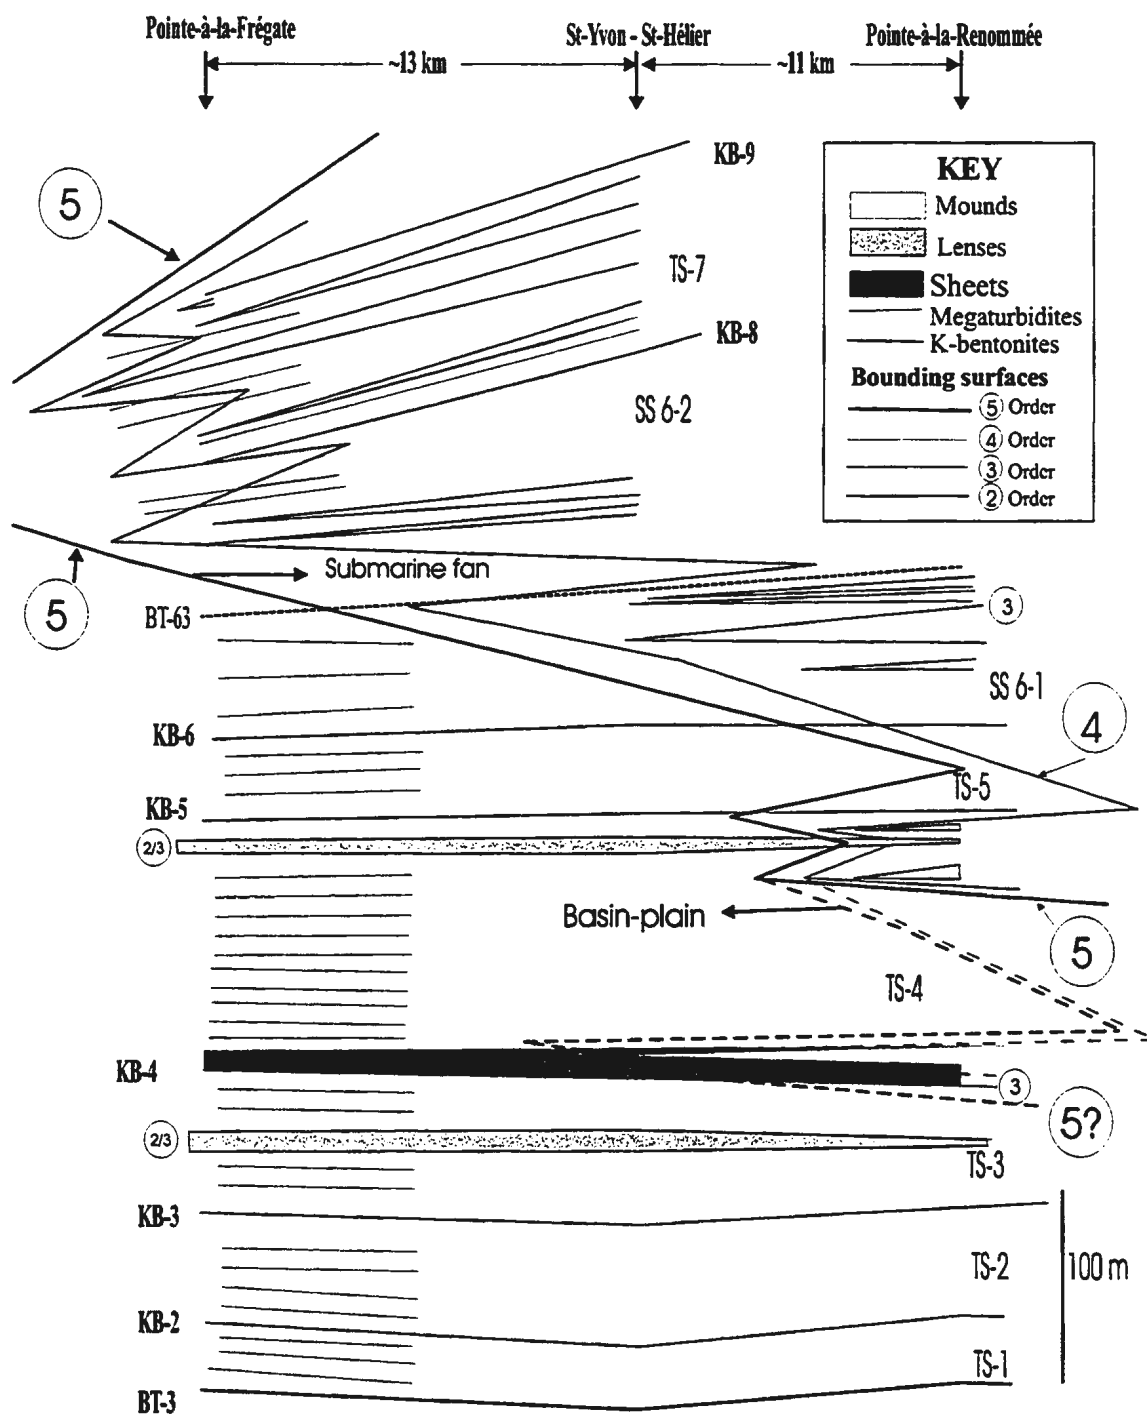 Pointe-à-la-Frégate St-Yvon - St-Hélier Pointe-à-la-Renommée
~13 km ~11 km
KB-9
KEY
Mounds
Lenses
Sheets
Megaturbidites
K-bentonites
Bounding surfaces
5 Order
4 Order
3 Order
2 Order
5
TS-7
KB-8
SS 6-2
Submarine fan
5
BT-63
3
SS 6-1
KB-6
4
TS-5
KB-5
2/3
Basin-plain
5
TS-4
KB-4
3
5?
2/3
TS-3
KB-3
TS-2
100 m
KB-2
TS-1
BT-3